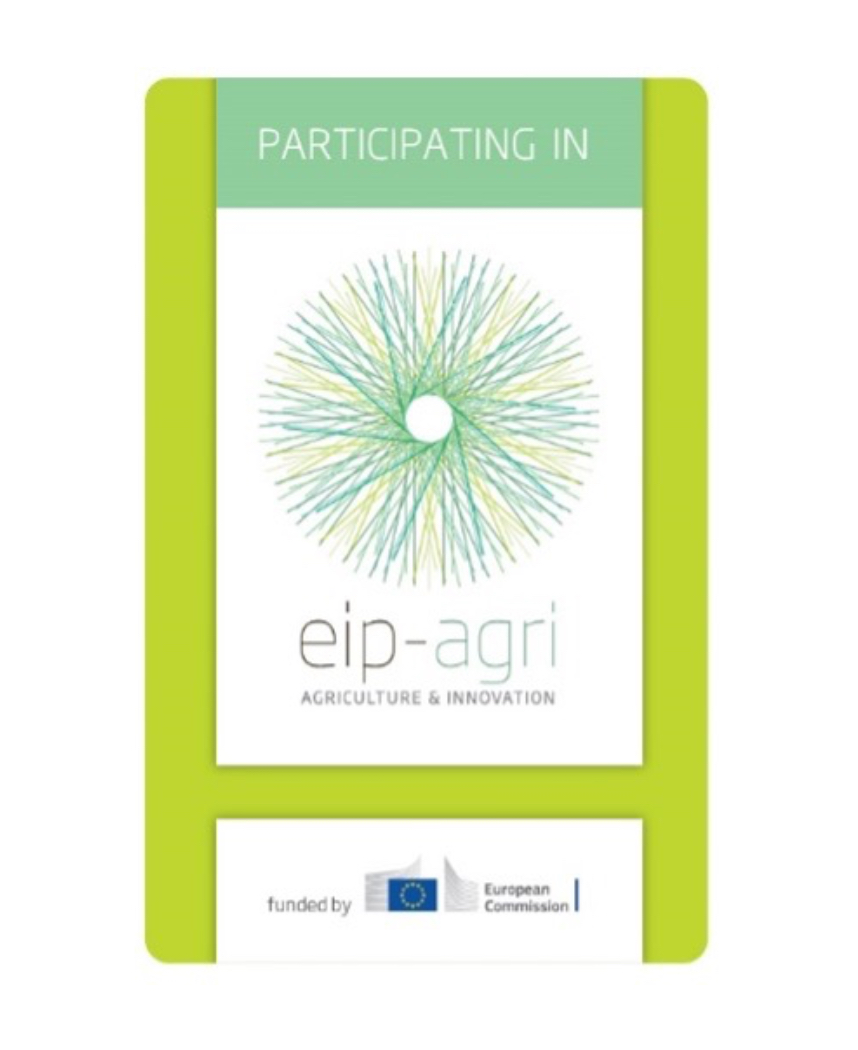 PARTICIPATING IN
eip-agri
AGRICULTURE & INNOVATION
funded by
European
Commission